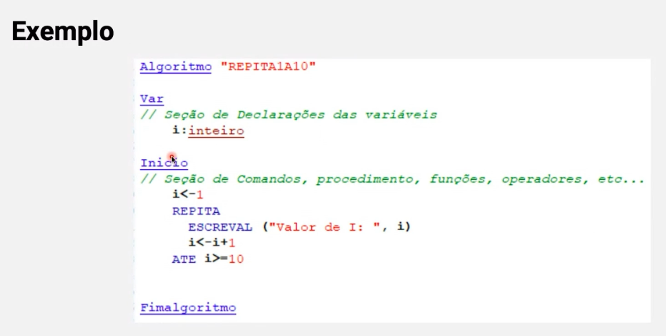 Exemplo
Algoritmo "REPITA1A10"
Var
// Seção de Declarações das variáveis
i:inteiro
Inicio
// Seção de Comandos, procedimento, funções, operadores, etc...
i<-1
REPITA
ESCREVAL ("Valor de I: ", i)
i<-i+1
ATE i>=10
Fimalgoritmo